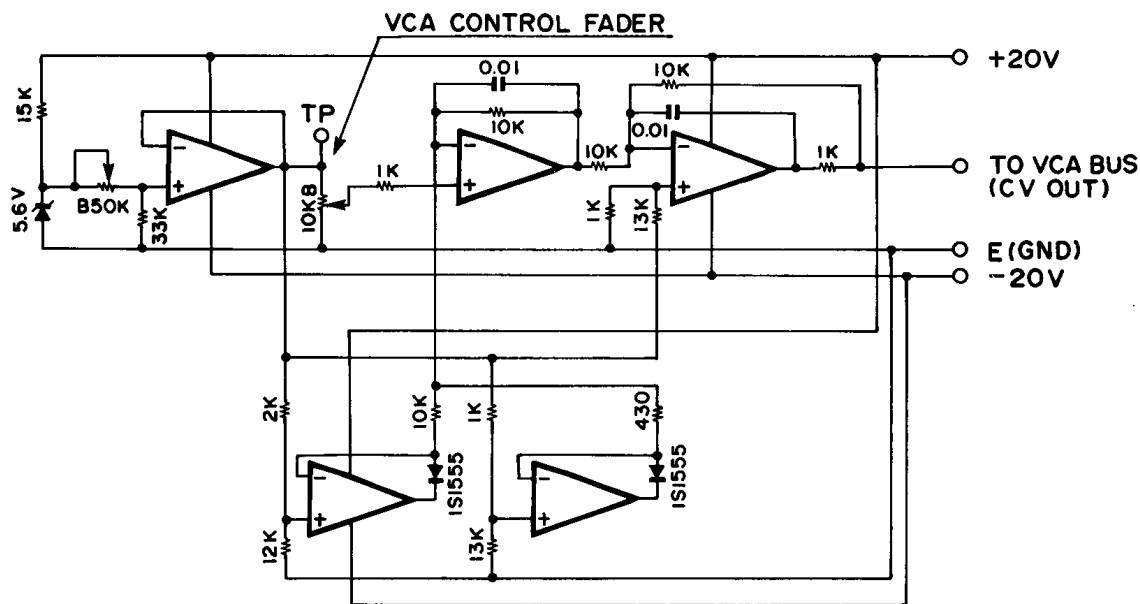 VCA CONTROL FADER
+20V
0.01
10K
15K
TP
10K
0.01
−
+
−
+
10K
−
+
1K
TO VCA BUS
(CV OUT)
1K
5.6V
B50K
33K
10KB
1K
13K
E(GND)
−20V
2K
10K
1K
430
−
+
1S1555
−
+
1S1555
12K
13K